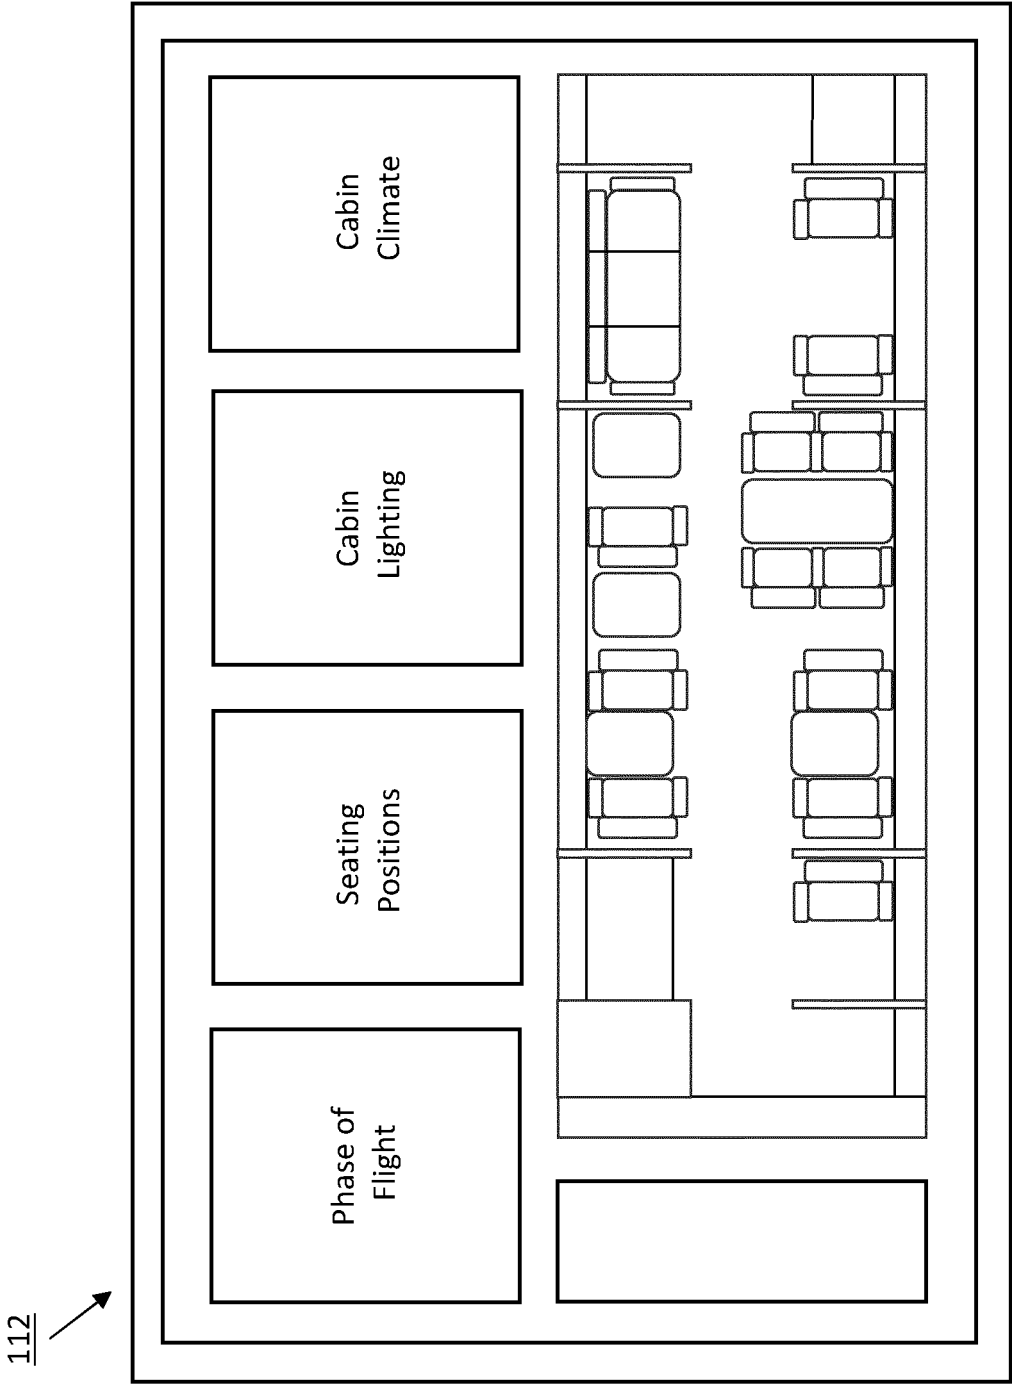 112
Phase of
Flight
Seating
Positions
Cabin
Lighting
Cabin
Climate